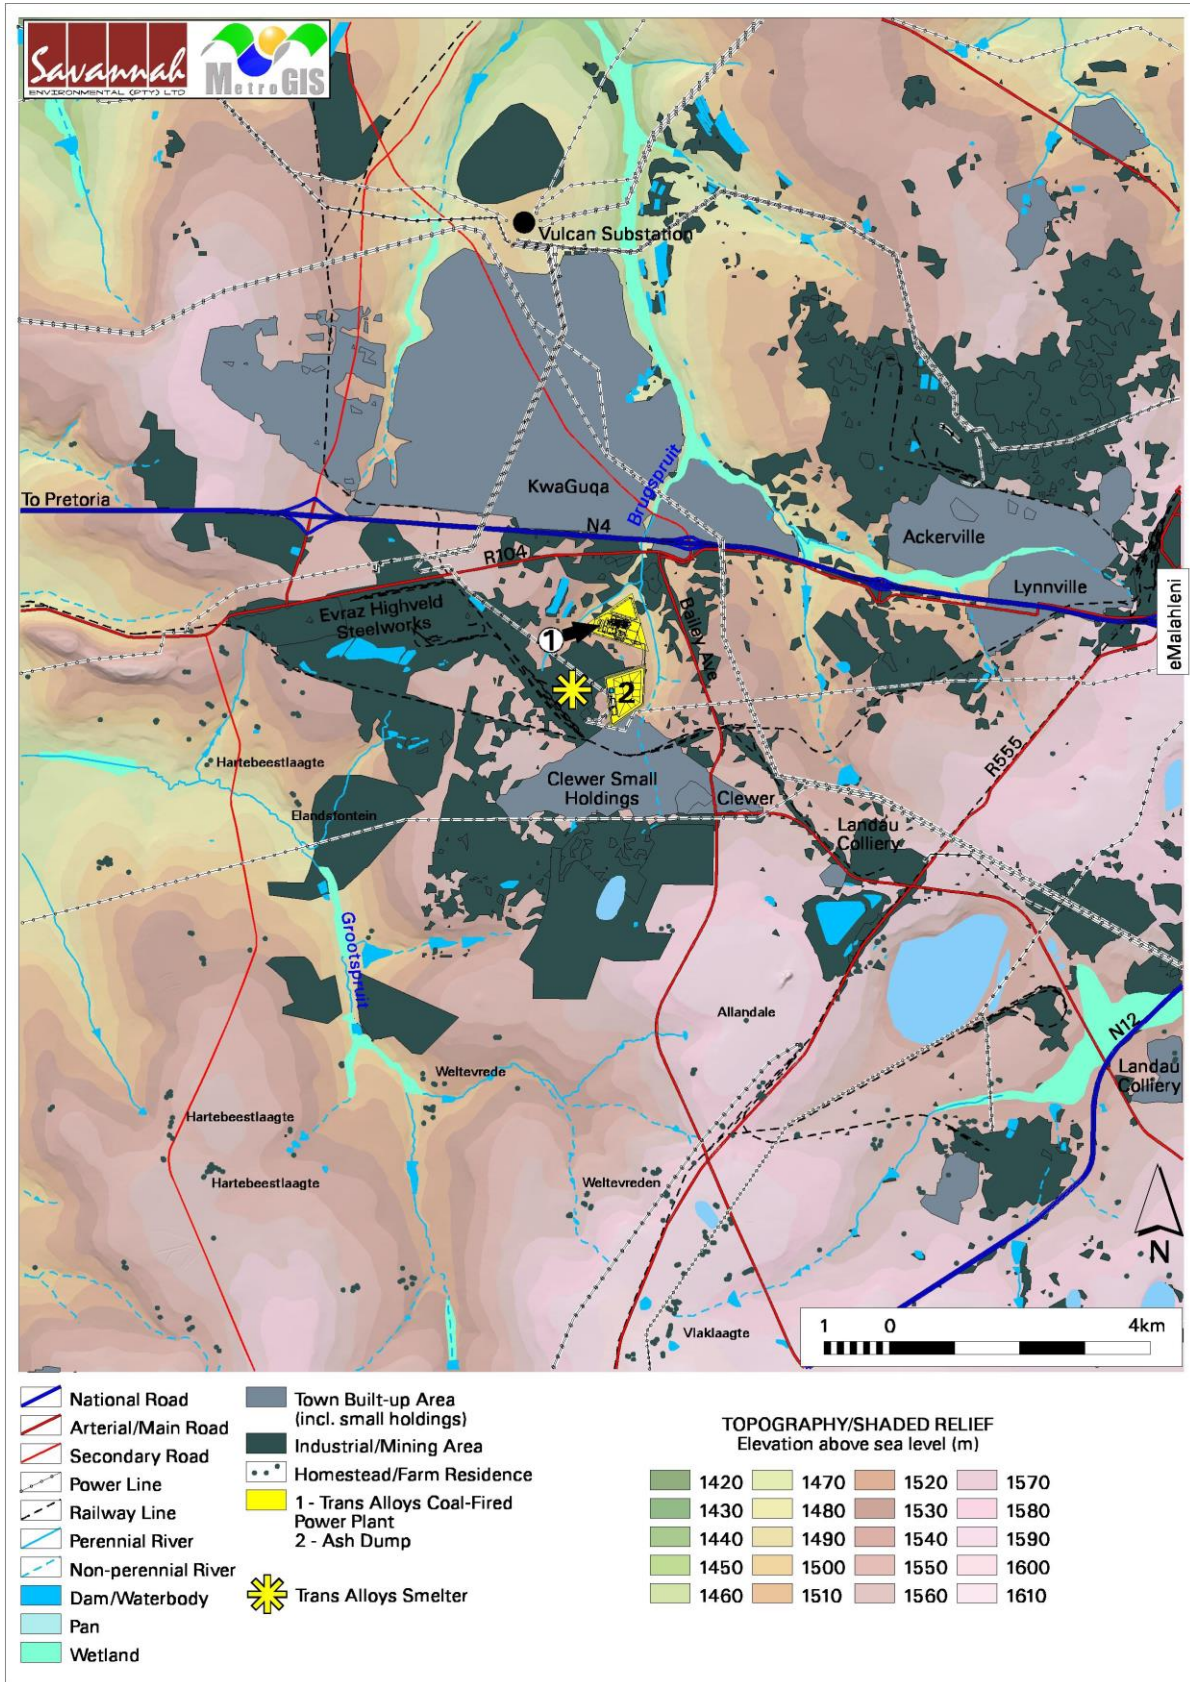 Savannah
ENVIRONMENTAL (PTY) LTD
MetroGIS
Vulcan Substation
To Pretoria
KwaGuqa
Brugspruit
N4
R104
Ackerville
Lynnville
eMalahleni
Evraz Highveld
Steelworks
1
Bailey Ave
2
R555
Hartebeestlaagte
Clewer Small
Holdings
Clewer
Elandsfontein
Landau
Colliery
Grootspruit
Allandale
N12
Weltevrede
Landau
Colliery
Hartebeestlaagte
Hartebeestlaagte
Weltevreden
N
Vlaklaagte
1 0 4km
National Road
Arterial/Main Road
Secondary Road
Power Line
Railway Line
Perennial River
Non-perennial River
Dam/Waterbody
Pan
Wetland
Town Built-up Area
(incl. small holdings)
Industrial/Mining Area
Homestead/Farm Residence
1 - Trans Alloys Coal-Fired
Power Plant
2 - Ash Dump
Trans Alloys Smelter
TOPOGRAPHY/SHADED RELIEF
Elevation above sea level (m)
1420 1470 1520 1570
1430 1480 1530 1580
1440 1490 1540 1590
1450 1500 1550 1600
1460 1510 1560 1610